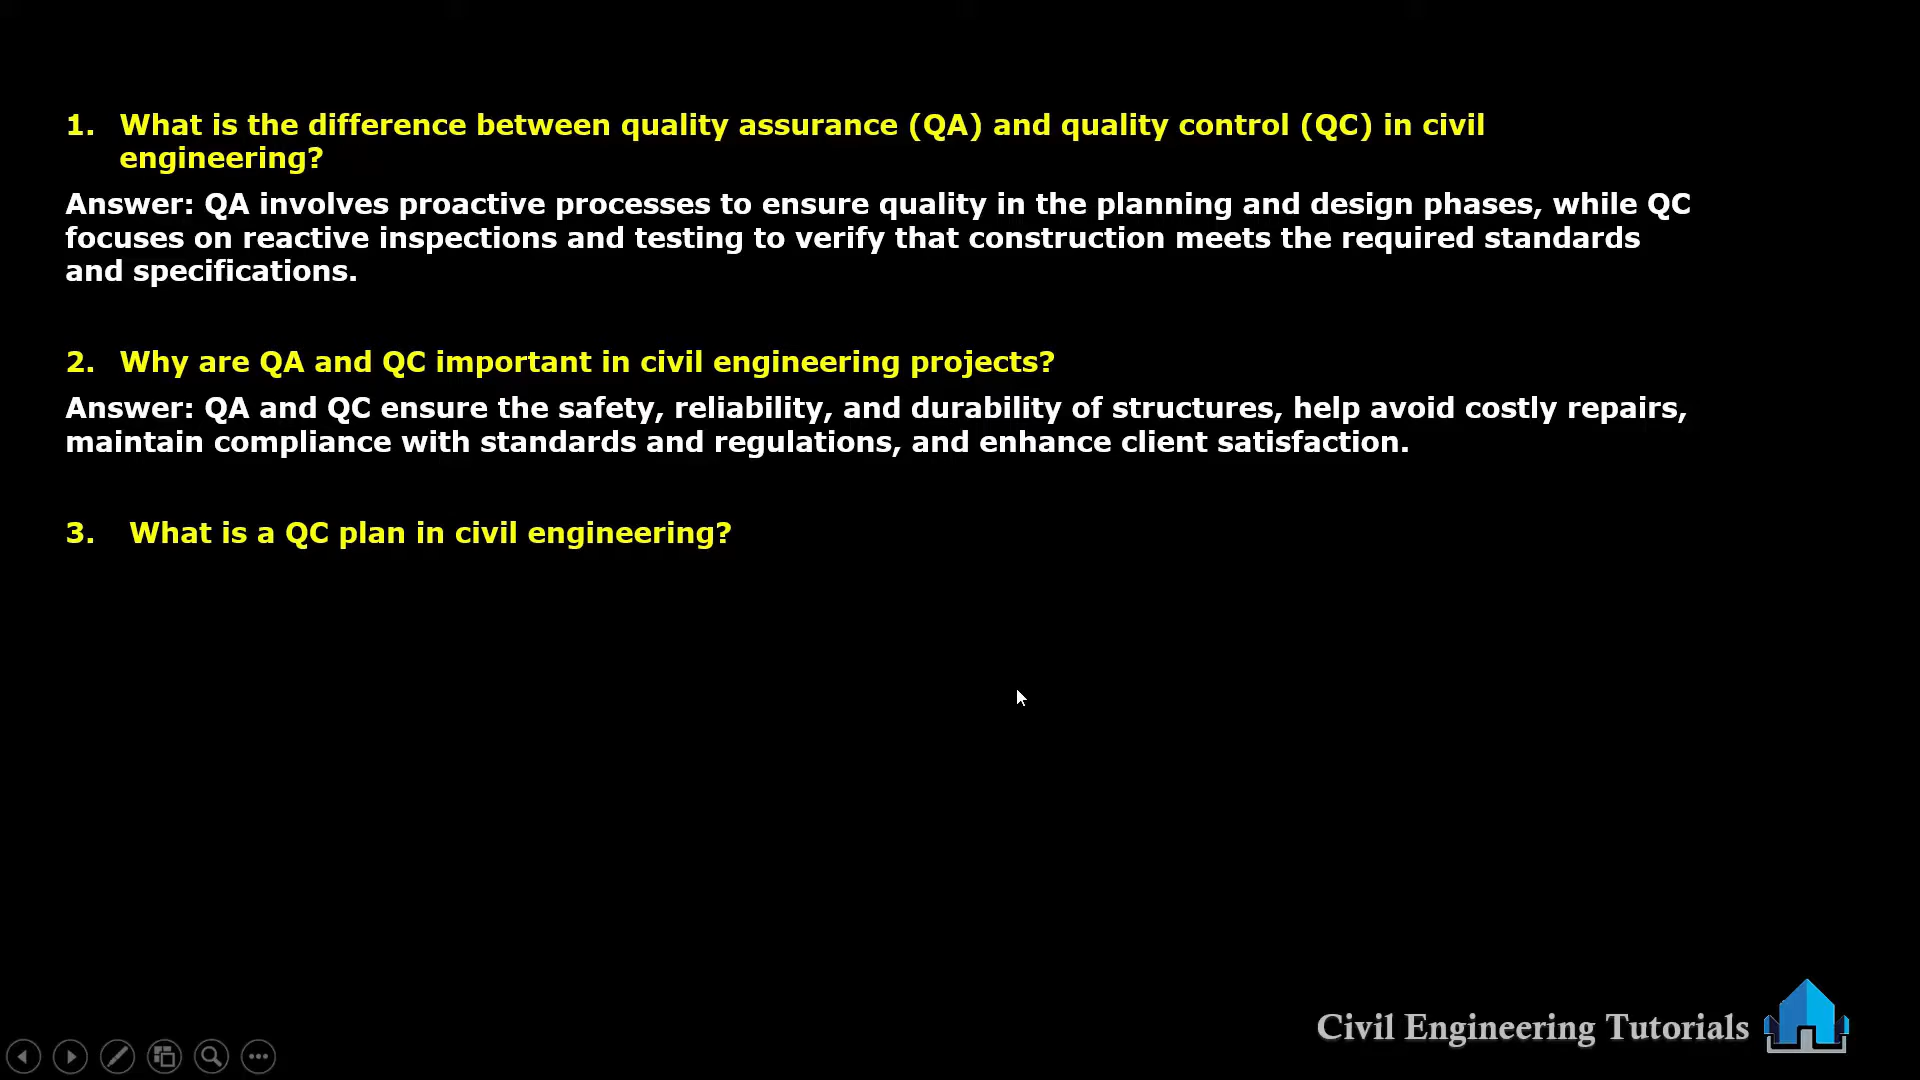 1. What is the difference between quality assurance (QA) and quality control (QC) in civil
engineering?
Answer: QA involves proactive processes to ensure quality in the planning and design phases, while QC
focuses on reactive inspections and testing to verify that construction meets the required standards
and specifications.
2. Why are QA and QC important in civil engineering projects?
Answer: QA and QC ensure the safety, reliability, and durability of structures, help avoid costly repairs,
maintain compliance with standards and regulations, and enhance client satisfaction.
3. What is a QC plan in civil engineering?
Civil Engineering Tutorials